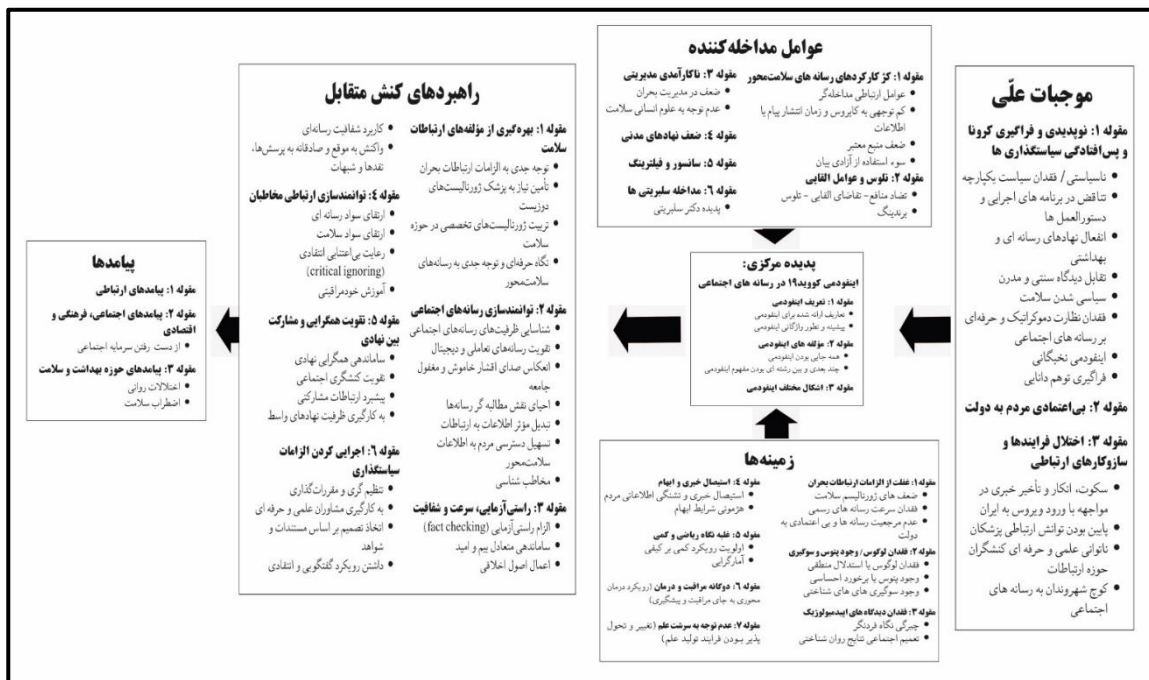 موجبات علّی
مقوله ۱: نوپدیدی و فراگیری کرونا
و پس‌افتادگی سیاستگذاری ها
ناسیاستی/ فقدان سیاست یکپارچه
تناقض در برنامه های اجرایی و
دستورالعمل ها
انفعال نهادهای رسانه ای و
بهداشتی
تقابل دیدگاه سنتی و مدرن
سیاسی شدن سلامت
فقدان نظارت دموکراتیک و حرفه‌ای
بر رسانه های اجتماعی
اینفودمی نخبگانی
فراگیری توهم دانایی
مقوله ۲: بی‌اعتمادی مردم به دولت
مقوله ۳: اختلال فرایندها و
سازوکارهای ارتباطی
سکوت، انکار و تأخیر خبری در
مواجهه با ورود ویروس به ایران
پایین بودن توانش ارتباطی پزشکان
ناتوانی علمی و حرفه ای کنشگران
حوزه ارتباطات
کوچ شهروندان به رسانه های
اجتماعی
عوامل مداخله‌کننده
مقوله ۱: کژ کارکردهای رسانه های سلامت‌محور
عوامل ارتباطی مداخله‌گر
کم توجهی به کایروس و زمان انتشار پیام یا
اطلاعات
ضعف منبع معتبر
سوء استفاده از آزادی بیان
مقوله ۲: تلوس و عوامل القایی
تضاد منافع- تقاضای القایی - تلوس
برندینگ
مقوله ۳: ناکارآمدی مدیریتی
ضعف در مدیریت بحران
عدم توجه به علوم انسانی سلامت
مقوله ۴: ضعف نهادهای مدنی
مقوله ۵: سانسور و فیلترینگ
مقوله ۶: مداخله سلبریتی ها
پدیده دکتر سلبریتی
پدیده مرکزی:
اینفودمی کووید۱۹ در رسانه های اجتماعی
مقوله ۱: تعریف اینفودمی
تعاریف ارائه شده برای اینفودمی
پیشینه و تطور واژگانی اینفودمی
مقوله ۲: مؤلفه های اینفودمی
همه جایی بودن اینفودمی
چند بعدی و بین رشته ای بودن مفهوم اینفودمی
مقوله ۳: اشکال مختلف اینفودمی
زمینه‌ها
مقوله ۱: غفلت از الزامات ارتباطات بحران
ضعف های ژورنالیسم سلامت
فقدان سرعت رسانه های رسمی
عدم مرجعیت رسانه ها و بی اعتمادی به
دولت
مقوله ۲: فقدان لوگوس/ وجود پتوس و سوگیری
فقدان لوگوس یا استدلال منطقی
وجود پتوس یا برخورد احساسی
وجود سوگیری های های شناختی
مقوله ۳: فقدان دیدگاه های اپیدمیولوژیک
چیرگی نگاه فردنگر
تعمیم اجتماعی نتایج روان شناختی
مقوله ۴: استیصال خبری و ابهام
استیصال خبری و تشنگی اطلاعاتی مردم
هژمونی شرایط ابهام
مقوله ۵: غلبه نگاه ریاضی و کمی
اولویت رویکرد کمی بر کیفی
آمارگرایی
مقوله ۶: دوگانه مراقبت و درمان (رویکرد درمان
محوری به جای مراقبت و پیشگیری)
مقوله ۷: عدم توجه به سرشت علم (تغییر و تحول
پذیر بودن فرایند تولید علم)
راهبردهای کنش متقابل
مقوله ۱: بهره‌گیری از مؤلفه‌های ارتباطات
سلامت
توجه جدی به الزامات ارتباطات بحران
تأمین نیاز به پزشک ژورنالیست‌های
دوزیست
تربیت ژورنالیست‌های تخصصی در حوزه
سلامت
نگاه حرفه‌ای و توجه جدی به رسانه‌های
سلامت‌محور
مقوله ۲: توانمندسازی رسانه‌های اجتماعی
شناسایی ظرفیت‌های رسانه‌های اجتماعی
تقویت رسانه‌های تعاملی و دیجیتال
انعکاس صدای اقشار خاموش و مغفول
جامعه
احیای نقش مطالبه گر رسانه‌ها
تبدیل مؤثر اطلاعات به ارتباطات
تسهیل دسترسی مردم به اطلاعات
سلامت‌محور
مخاطب شناسی
مقوله ۳: راستی‌آزمایی، سرعت و شفافیت
الزام راستی‌آزمایی (fact checking)
ساماندهی متعادل بیم و امید
اعمال اصول اخلاقی
کاربرد شفافیت رسانه‌ای
واکنش به موقع و صادقانه به پرسش‌ها،
نقدها و شبهات
مقوله ۴: توانمندسازی ارتباطی مخاطبان
ارتقای سواد رسانه ای
ارتقای سواد سلامت
رعایت بی‌اعتنایی انتقادی
(critical ignoring)
آموزش خودمراقبتی
مقوله ۵: تقویت همگرایی و مشارکت
بین نهادی
ساماندهی همگرایی نهادی
تقویت کنشگری اجتماعی
پیشبرد ارتباطات مشارکتی
به کارگیری ظرفیت نهادهای واسط
مقوله ۶: اجرایی کردن الزامات
سیاستگذاری
تنظیم گری و مقررات‌گذاری
به کارگیری مشاوران علمی و حرفه ای
اتخاذ تصمیم بر اساس مستندات و
شواهد
داشتن رویکرد گفتگویی و انتقادی
پیامدها
مقوله ۱: پیامدهای ارتباطی
مقوله ۲: پیامدهای اجتماعی، فرهنگی و
اقتصادی
از دست رفتن سرمایه اجتماعی
مقوله ۳: پیامدهای حوزه بهداشت و سلامت
اختلالات روانی
اضطراب سلامت